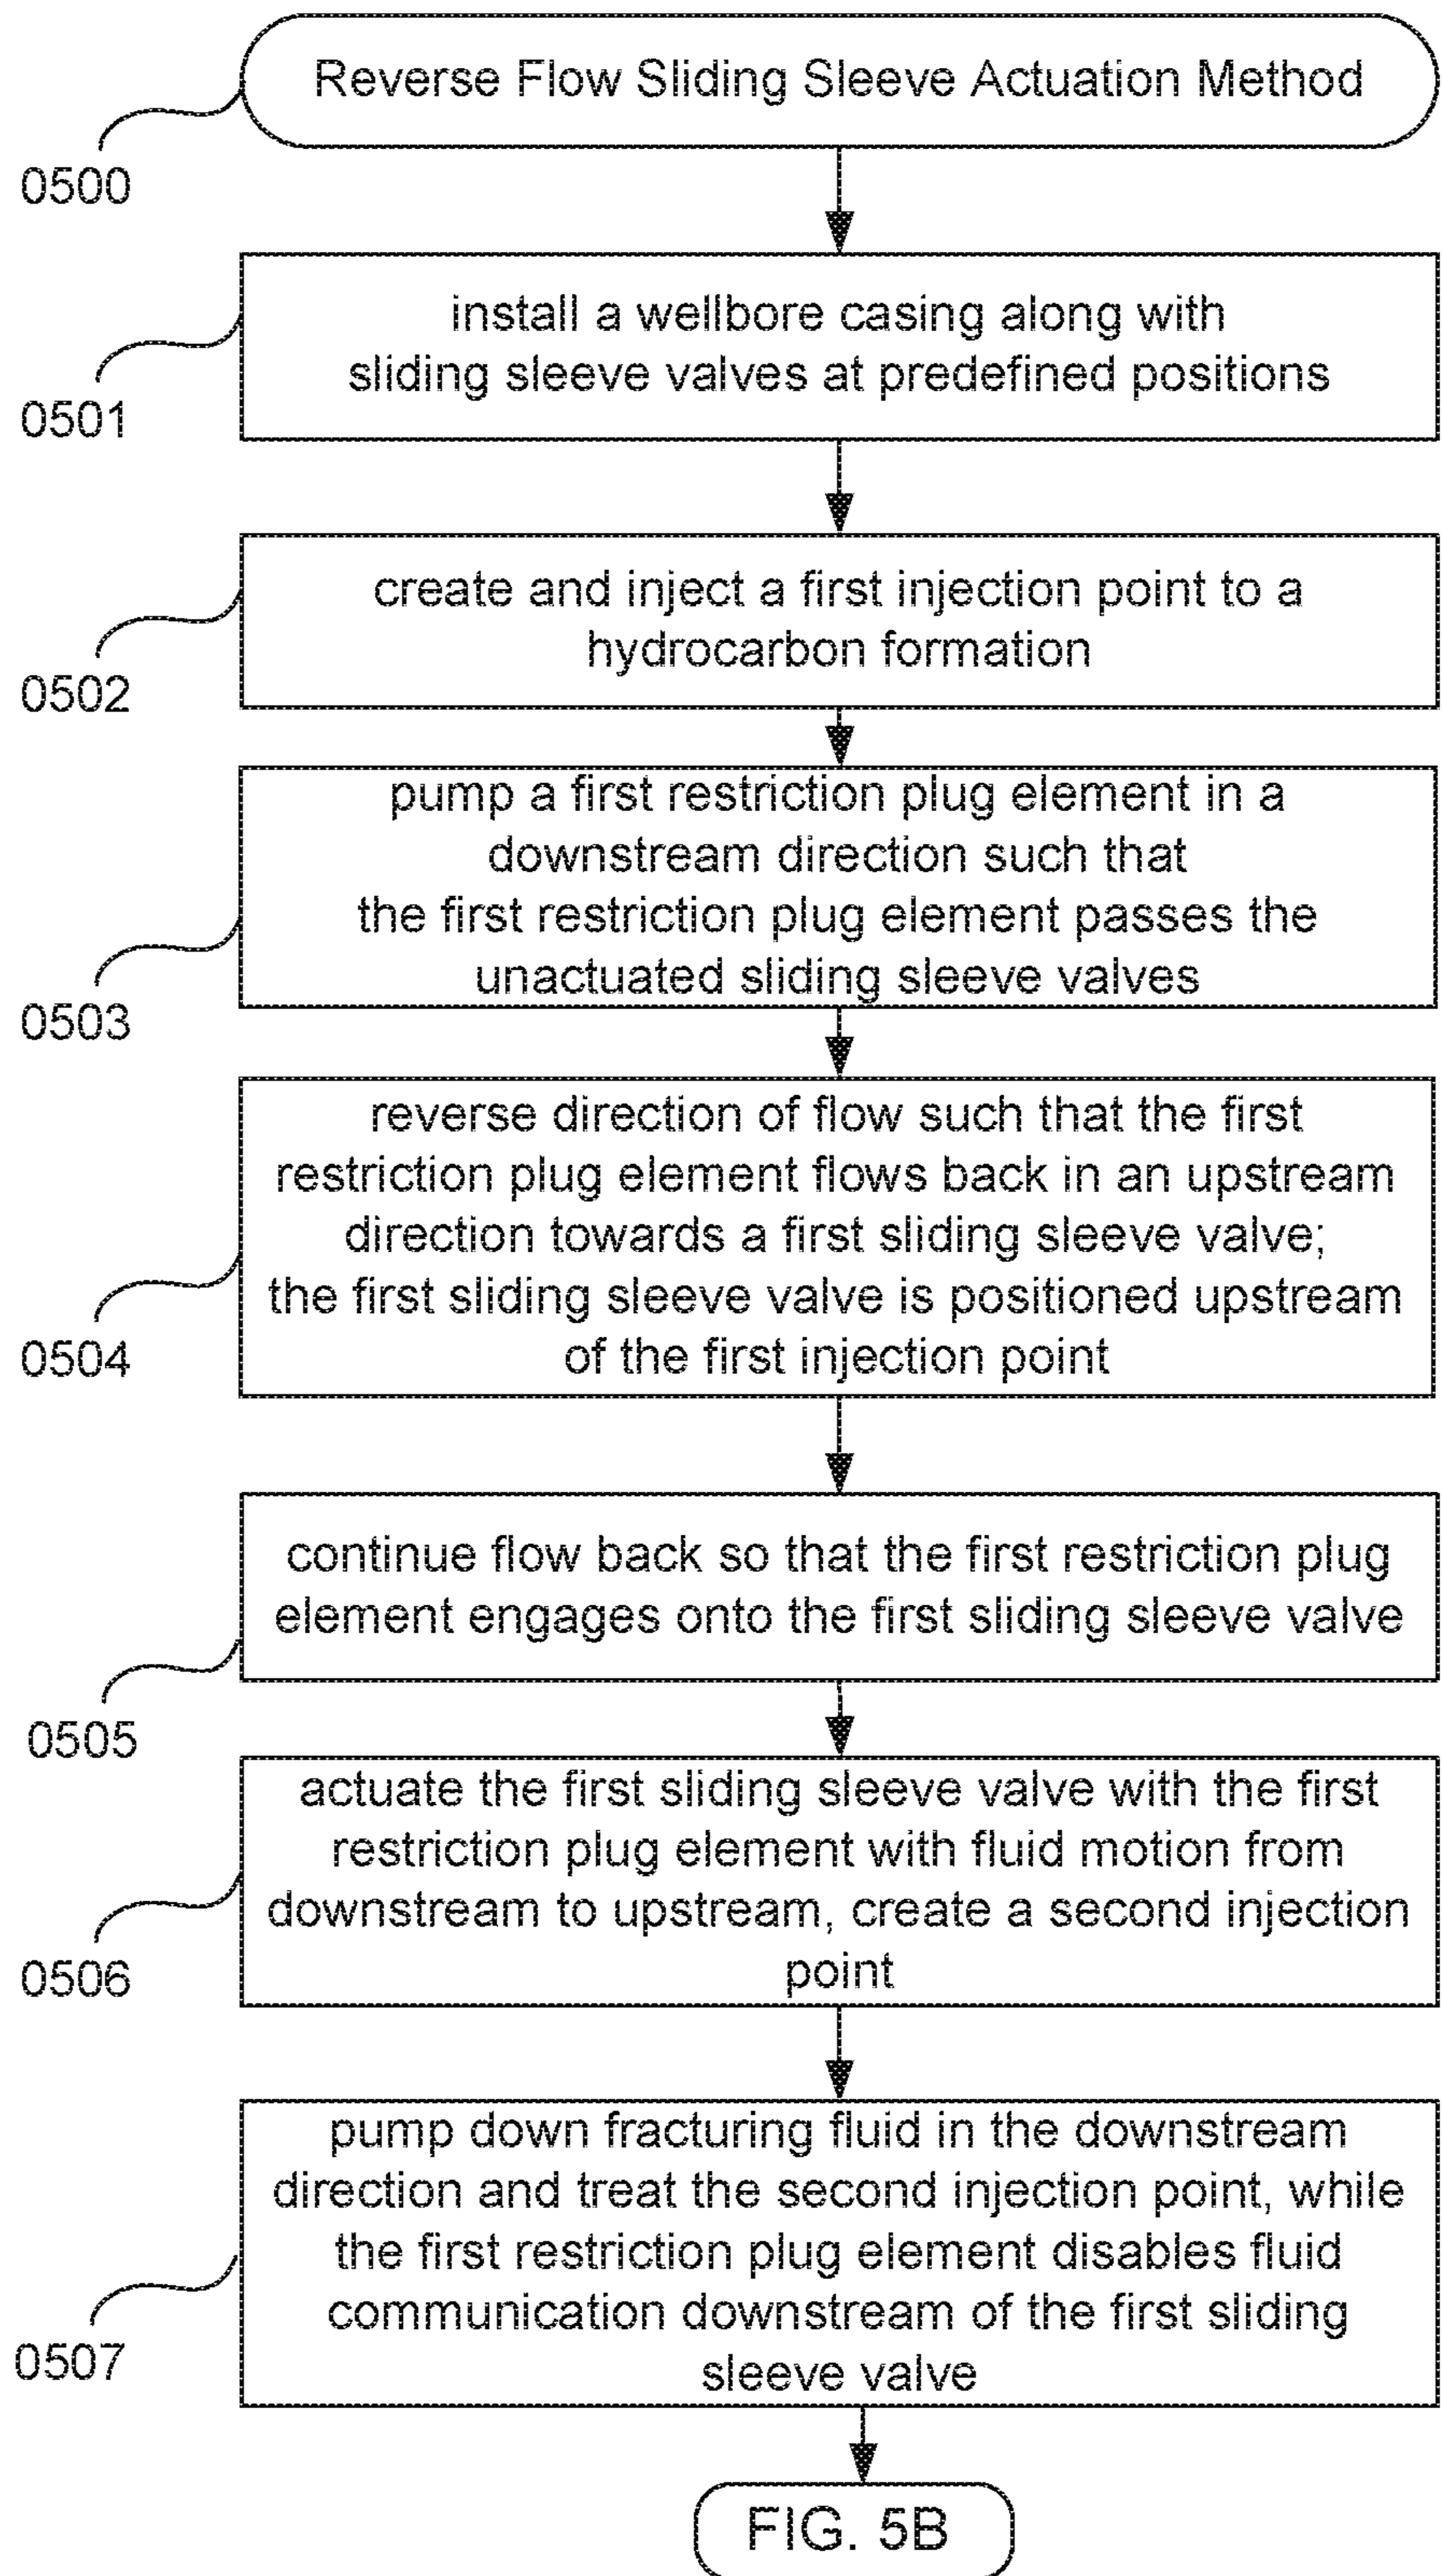 Reverse Flow Sliding Sleeve Actuation Method
0500
install a wellbore casing along with
sliding sleeve valves at predefined positions
0501
create and inject a first injection point to a
hydrocarbon formation
0502
pump a first restriction plug element in a
downstream direction such that
the first restriction plug element passes the
unactuated sliding sleeve valves
0503
reverse direction of flow such that the first
restriction plug element flows back in an upstream
direction towards a first sliding sleeve valve;
the first sliding sleeve valve is positioned upstream
of the first injection point
0504
continue flow back so that the first restriction plug
element engages onto the first sliding sleeve valve
0505
actuate the first sliding sleeve valve with the first
restriction plug element with fluid motion from
downstream to upstream, create a second injection
point
0506
pump down fracturing fluid in the downstream
direction and treat the second injection point, while
the first restriction plug element disables fluid
communication downstream of the first sliding
sleeve valve
0507
FIG. 5B